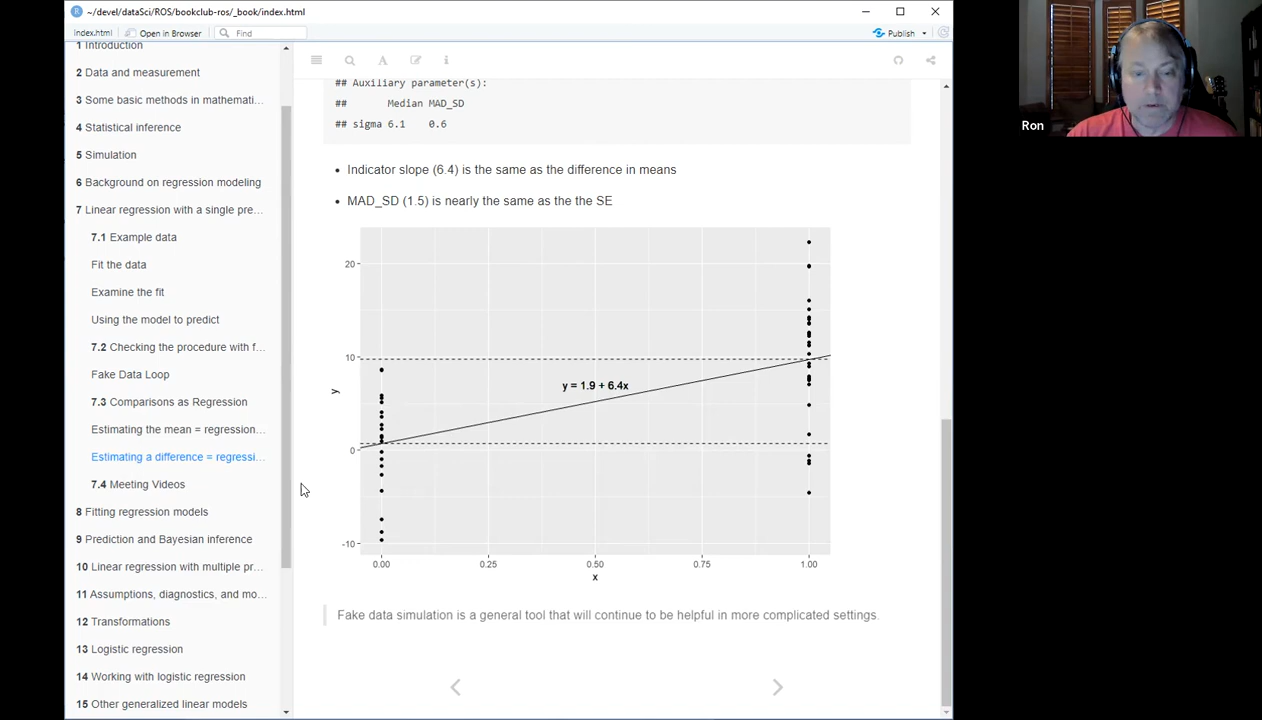 ~/devel/dataSci/ROS/bookclub-ros/_book/index.html
index.html
Open in Browser
Find
Publish
1 Introduction
2 Data and measurement
3 Some basic methods in mathemati...
4 Statistical inference
5 Simulation
6 Background on regression modeling
7 Linear regression with a single pre...
7.1 Example data
Fit the data
Examine the fit
Using the model to predict
7.2 Checking the procedure with f...
Fake Data Loop
7.3 Comparisons as Regression
Estimating the mean = regression...
Estimating a difference = regressi...
7.4 Meeting Videos
8 Fitting regression models
9 Prediction and Bayesian inference
10 Linear regression with multiple pr...
11 Assumptions, diagnostics, and mo...
12 Transformations
13 Logistic regression
14 Working with logistic regression
15 Other generalized linear models
## Auxiliary parameter(s):
## Median MAD_SD
## sigma 6.1 0.6
• Indicator slope (6.4) is the same as the difference in means
• MAD_SD (1.5) is nearly the same as the the SE
20
10
0
-10
y
y = 1.9 + 6.4x
0.00 0.25 0.50 0.75 1.00
x
Fake data simulation is a general tool that will continue to be helpful in more complicated settings.
Ron